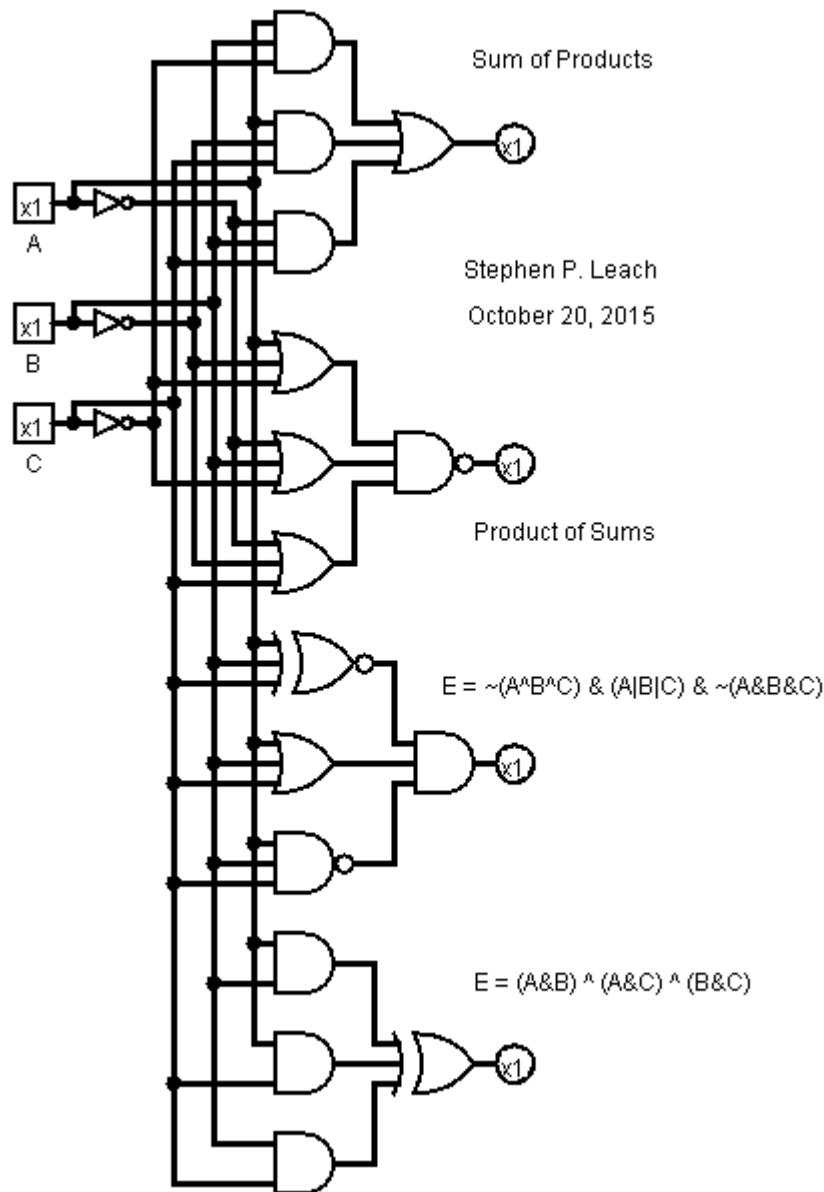 Sum of Products
x1
x1
A
Stephen P. Leach
October 20, 2015
x1
B
x1
C
x1
Product of Sums
E = ~(A^B^C) & (A|B|C) & ~(A&B&C)
x1
E = (A&B) ^ (A&C) ^ (B&C)
x1